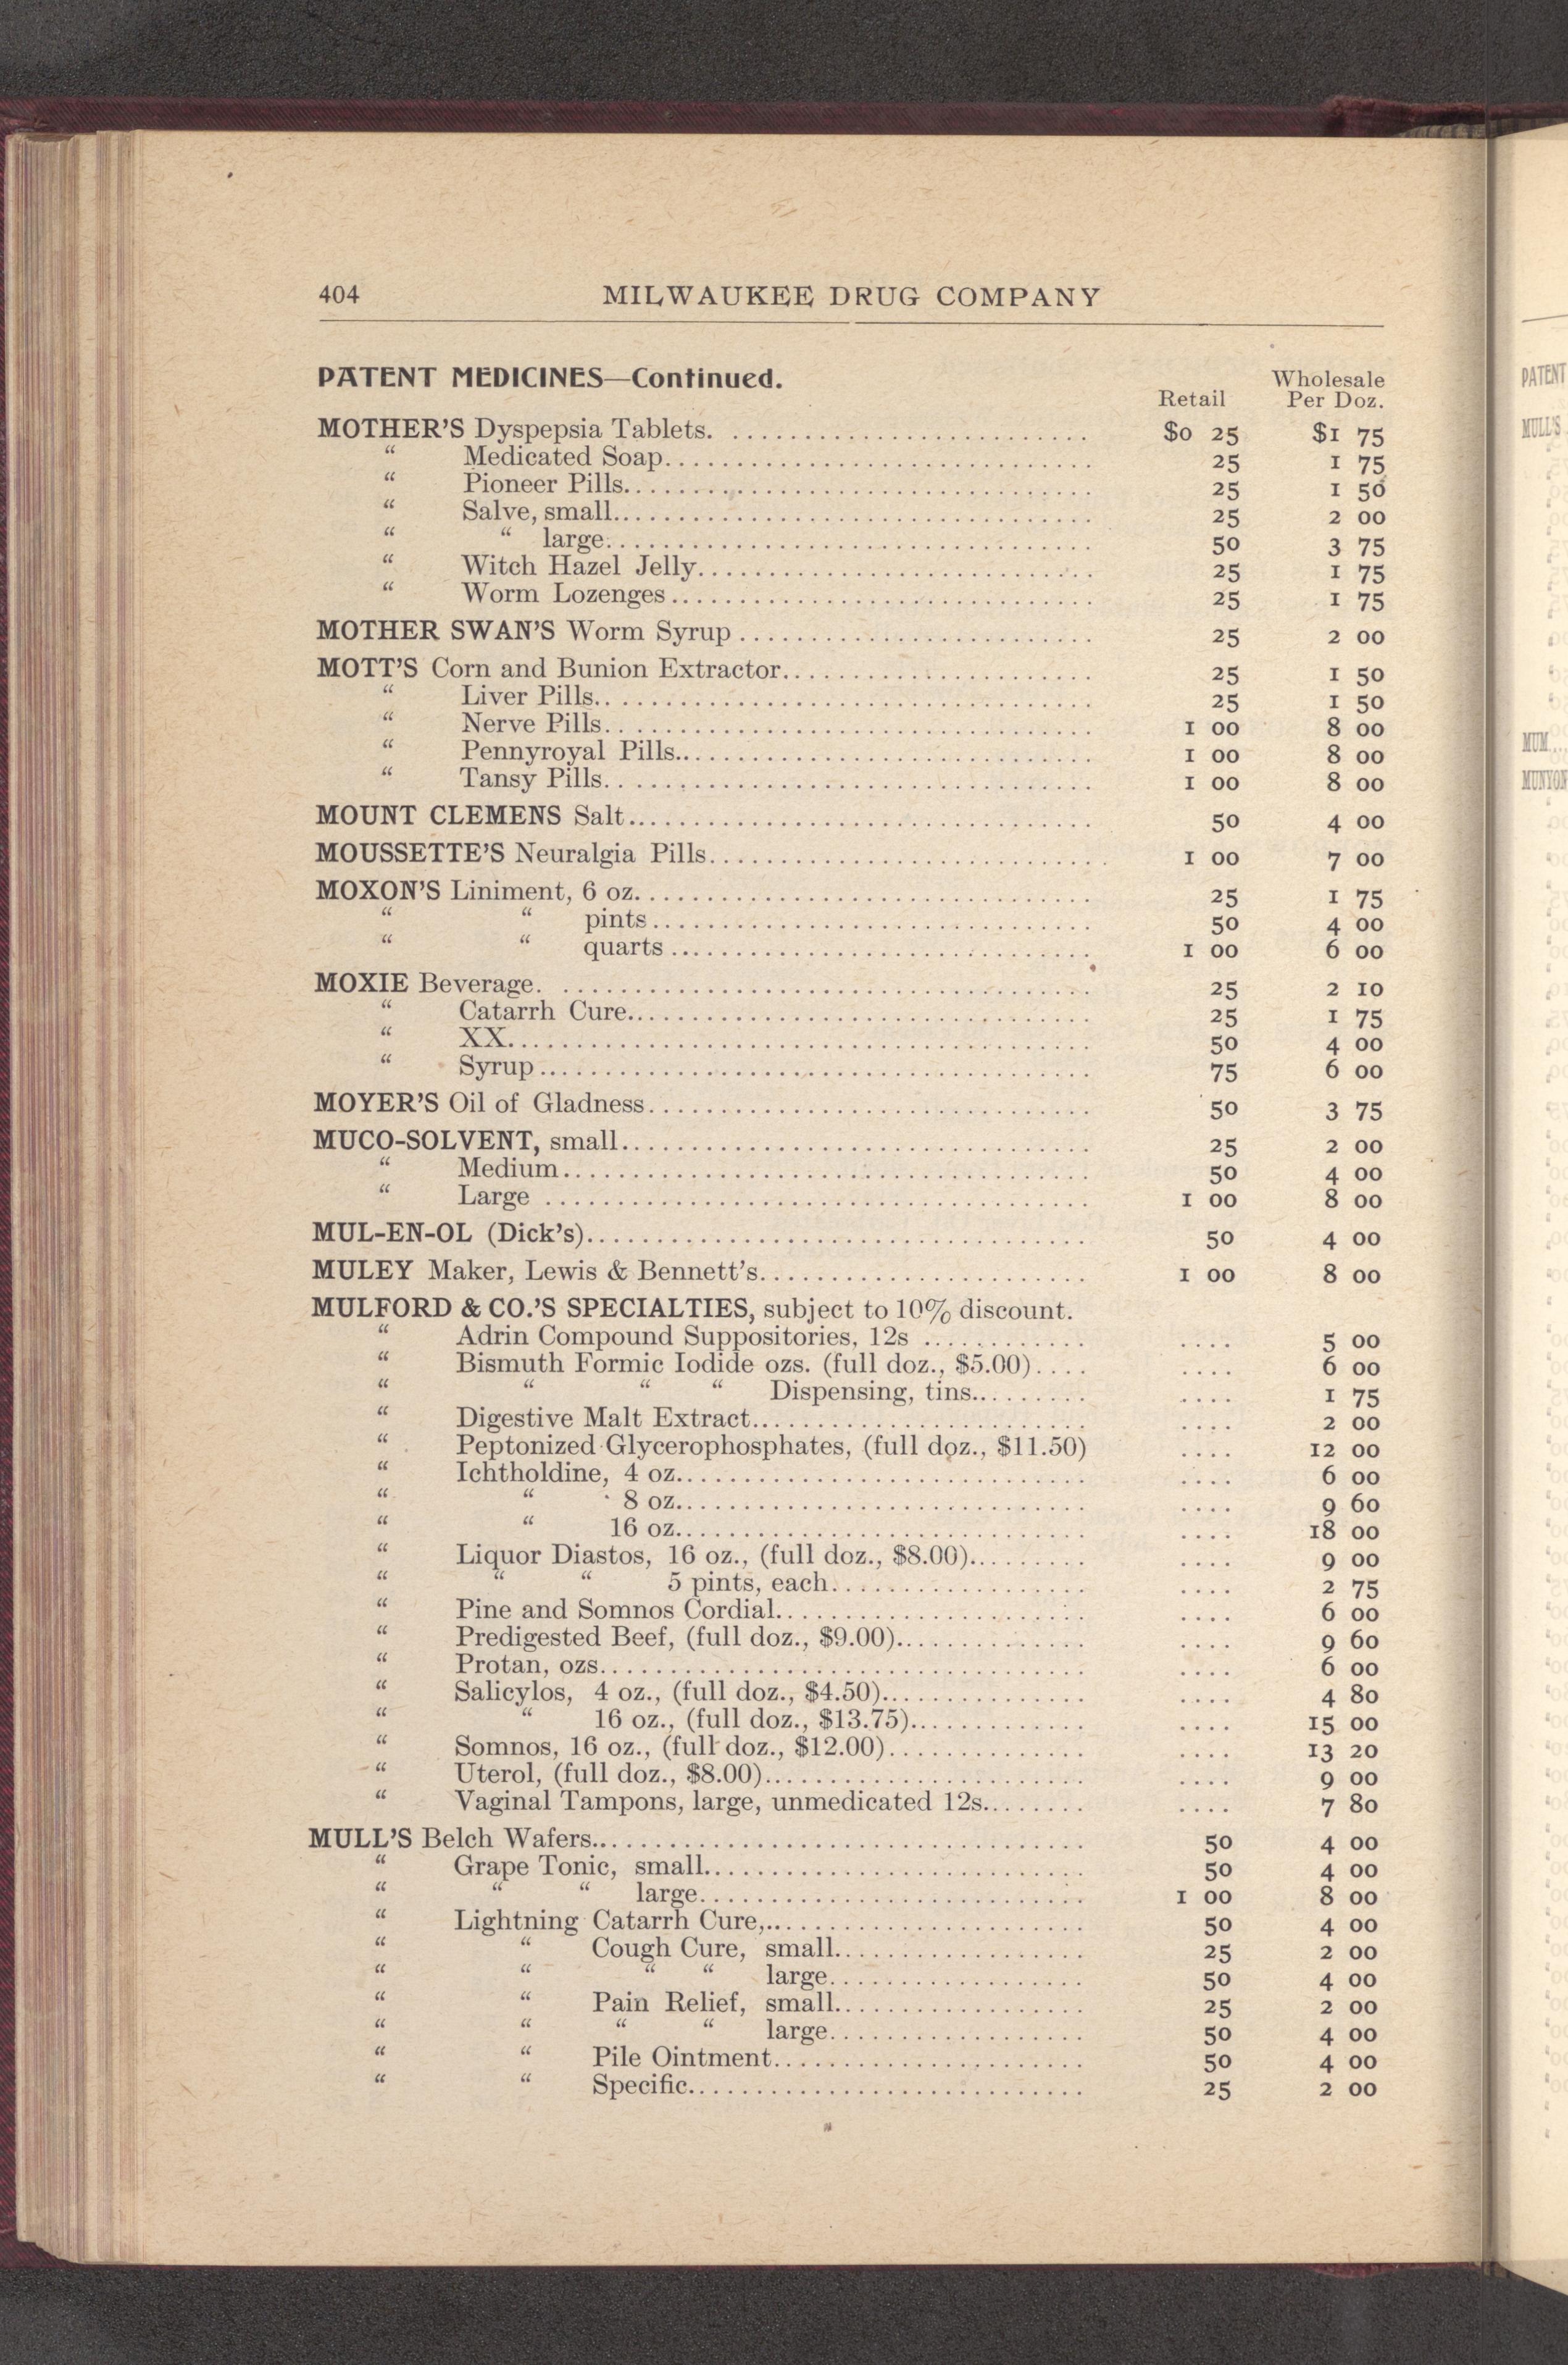 404 MILWAUKEE DRUG COMPANY
PATENT MEDICINES—Continued.
Retail Wholesale Per Doz.
MOTHER'S Dyspepsia Tablets. .......................... $0 25 $1 75
“ Medicated Soap.............................. 25 1 75
“ Pioneer Pills.............................. 25 1 50
“ Salve, small.............................. 25 2 00
“ “ large.............................. 50 3 75
“ Witch Hazel Jelly.............................. 25 1 75
“ Worm Lozenges.............................. 25 1 75
MOTHER SWAN'S Worm Syrup.......................... 25 2 00
MOTT'S Corn and Bunion Extractor........................ 25 1 50
“ Liver Pills.............................. 25 1 50
“ Nerve Pills.............................. 1 00 8 00
“ Pennyroyal Pills.............................. 1 00 8 00
“ Tansy Pills.............................. 1 00 8 00
MOUNT CLEMENS Salt.............................. 50 4 00
MOUSSETTE'S Neuralgia Pills.............................. 1 00 7 00
MOXON'S Liniment, 6 oz.............................. 25 1 75
“ “ pints.............................. 50 4 00
“ “ quarts.............................. 1 00 6 00
MOXIE Beverage. .............................. 25 2 10
“ Catarrh Cure.............................. 25 1 75
“ XX.............................. 50 4 00
“ Syrup.............................. 75 6 00
MOYER'S Oil of Gladness.............................. 50 3 75
MUCO-SOLVENT, small.............................. 25 2 00
“ Medium.............................. 50 4 00
“ Large .............................. 1 00 8 00
MUL-EN-OL (Dick's).............................. 50 4 00
MULEY Maker, Lewis & Bennett's........................ 1 00 8 00
MULFORD & CO.'S SPECIALTIES, subject to 10% discount.
“ Adrin Compound Suppositories, 12s ............ .... 5 00
“ Bismuth Formic Iodide ozs. (full doz., $5.00).... .... 6 00
“ “ “ “ Dispensing, tins......... .... 1 75
“ Digestive Malt Extract........................ .... 2 00
“ Peptonized Glycerophosphates, (full doz., $11.50) .... 12 00
“ Ichtholdine, 4 oz.............................. .... 6 00
“ “ 8 oz.............................. .... 9 60
“ “ 16 oz.............................. .... 18 00
“ Liquor Diastos, 16 oz., (full doz., $8.00)......... .... 9 00
“ “ “ 5 pints, each.................. .... 2 75
“ Pine and Somnos Cordial...................... .... 6 00
“ Predigested Beef, (full doz., $9.00).............. .... 9 60
“ Protan, ozs.............................. .... 6 00
“ Salicylos, 4 oz., (full doz., $4.50)............... .... 4 80
“ “ 16 oz., (full doz., $13.75)............. .... 15 00
“ Somnos, 16 oz., (full doz., $12.00).............. .... 13 20
“ Uterol, (full doz., $8.00)....................... .... 9 00
“ Vaginal Tampons, large, unmedicated 12s........ .... 7 80
MULL'S Belch Wafers.............................. 50 4 00
“ Grape Tonic, small.......................... 50 4 00
“ “ “ large.......................... 1 00 8 00
“ Lightning Catarrh Cure,...................... 50 4 00
“ “ Cough Cure, small.................. 25 2 00
“ “ “ “ large.................. 50 4 00
“ “ Pain Relief, small.................. 25 2 00
“ “ “ “ large.................. 50 4 00
“ “ Pile Ointment...................... 50 4 00
“ “ Specific.......................... 25 2 00
PATENT
MULL'S
MUM...
MUNYON